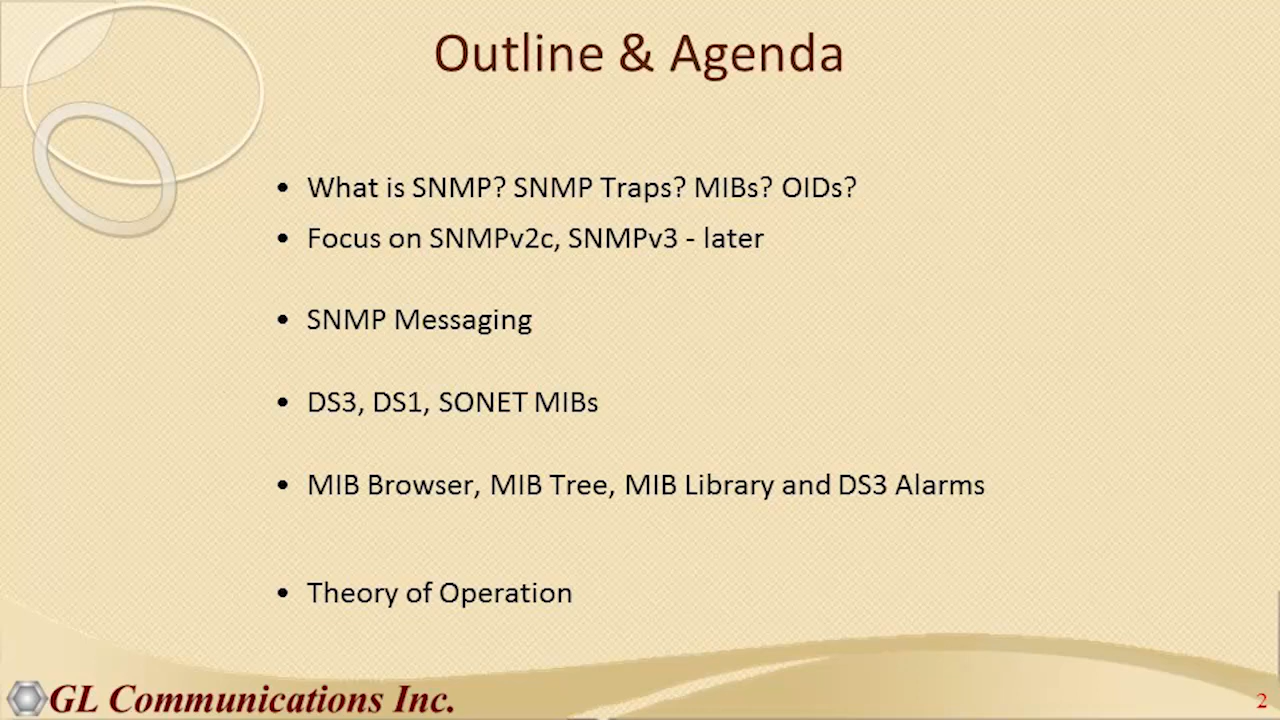 Outline & Agenda
• What is SNMP? SNMP Traps? MIBs? OIDs?
• Focus on SNMPv2c, SNMPv3 - later
• SNMP Messaging
• DS3, DS1, SONET MIBs
• MIB Browser, MIB Tree, MIB Library and DS3 Alarms
• Theory of Operation
GL Communications Inc.
2